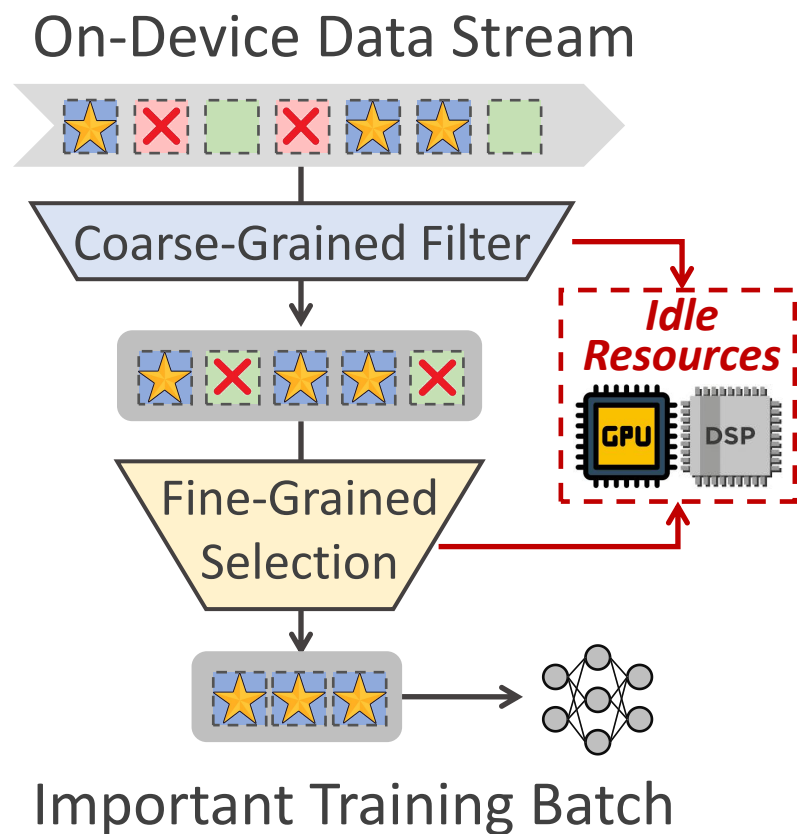 On-Device Data Stream
Coarse-Grained Filter
Idle
Resources
GPU
DSP
Fine-Grained
Selection
Important Training Batch